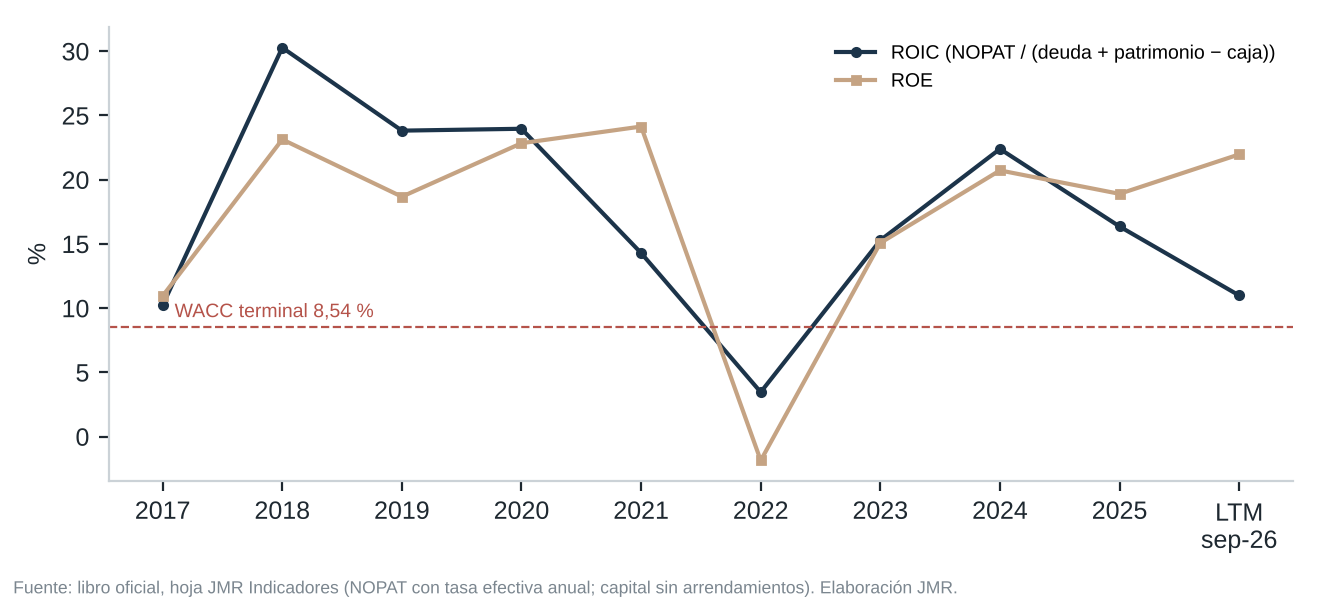 ROIC (NOPAT / (deuda + patrimonio − caja))
ROE
%
30
25
20
15
10
5
0
WACC terminal 8,54 %
2017 2018 2019 2020 2021 2022 2023 2024 2025 LTM
sep-26
Fuente: libro oficial, hoja JMR Indicadores (NOPAT con tasa efectiva anual; capital sin arrendamientos). Elaboración JMR.